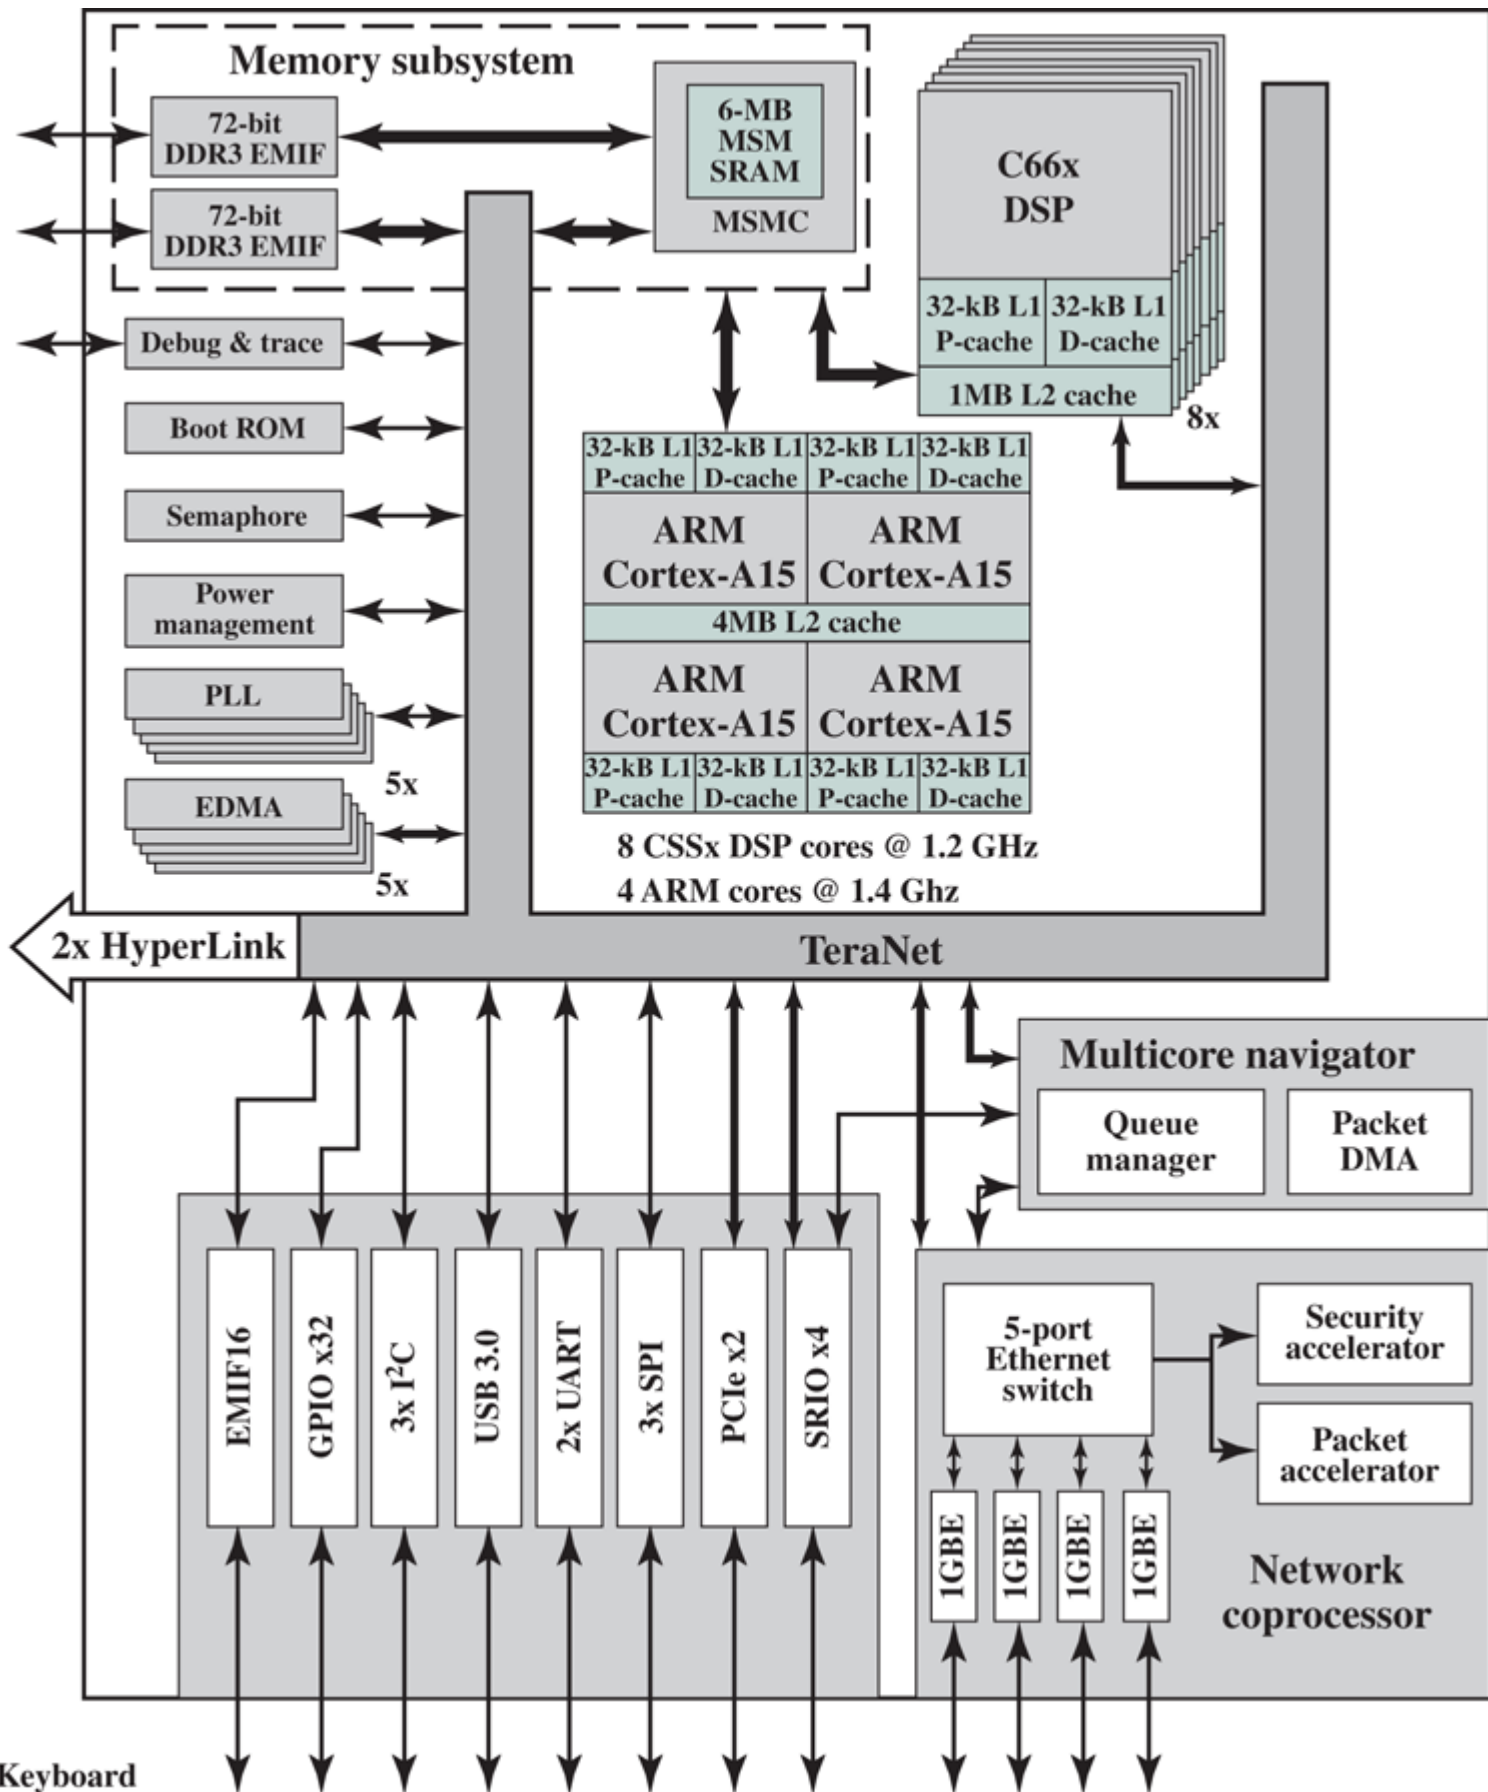 Memory subsystem
72-bit
DDR3 EMIF
72-bit
DDR3 EMIF
6-MB
MSM
SRAM
MSMC
C66x
DSP
32-kB L1
P-cache
32-kB L1
D-cache
1MB L2 cache
8x
Debug & trace
Boot ROM
Semaphore
Power
management
PLL
5x
EDMA
5x
32-kB L1
P-cache
32-kB L1
D-cache
32-kB L1
P-cache
32-kB L1
D-cache
ARM
Cortex-A15
ARM
Cortex-A15
4MB L2 cache
ARM
Cortex-A15
ARM
Cortex-A15
32-kB L1
P-cache
32-kB L1
D-cache
32-kB L1
P-cache
32-kB L1
D-cache
8 CSSx DSP cores @ 1.2 GHz
4 ARM cores @ 1.4 Ghz
2x HyperLink
TeraNet
Multicore navigator
Queue
manager
Packet
DMA
EMIF16
GPIO x32
3x I²C
USB 3.0
2x UART
3x SPI
PCIe x2
SRIO x4
5-port
Ethernet
switch
Security
accelerator
Packet
accelerator
1GBE
1GBE
1GBE
1GBE
Network
coprocessor
Keyboard